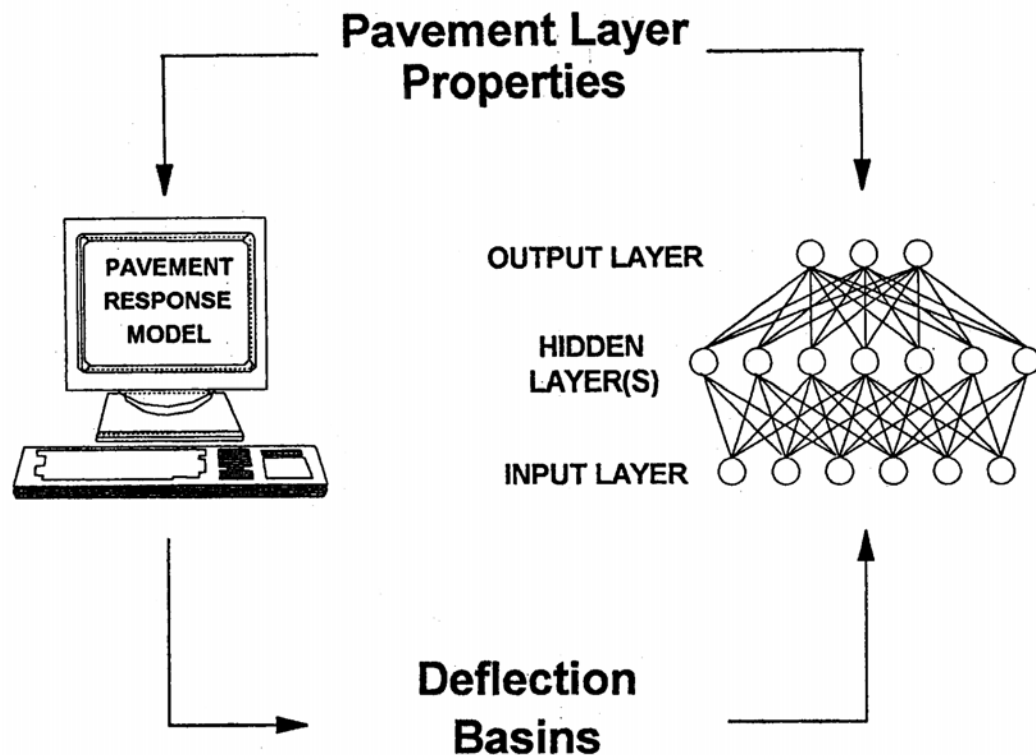 Pavement Layer
Properties
PAVEMENT
RESPONSE
MODEL
OUTPUT LAYER
HIDDEN
LAYER(S)
INPUT LAYER
Deflection
Basins